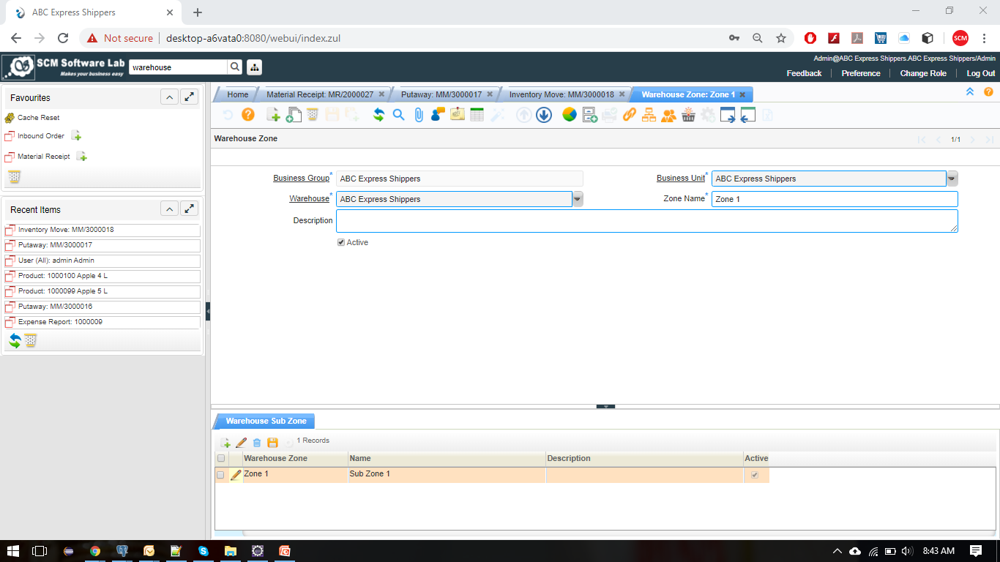 ABC Express Shippers
Not secure desktop-a6vata0:8080/webui/index.zul
SCM
SCM Software Lab
Makes your business easy
warehouse
Admin@ABC Express Shippers.ABC Express Shippers/Admin
Feedback Preference Change Role Log Out
Favourites
Cache Reset
Inbound Order
Material Receipt
Recent Items
Inventory Move: MM/3000018
Putaway: MM/3000017
User (All): admin Admin
Product: 1000100 Apple 4 L
Product: 1000099 Apple 5 L
Putaway: MM/3000016
Expense Report: 1000009
Home Material Receipt: MR/2000027 Putaway: MM/3000017 Inventory Move: MM/3000018 Warehouse Zone: Zone 1
Warehouse Zone 1/1
Business Group* ABC Express Shippers Business Unit* ABC Express Shippers
Warehouse* ABC Express Shippers Zone Name* Zone 1
Description
Active
Warehouse Sub Zone
1 Records
Warehouse Zone Name Description Active
Zone 1 Sub Zone 1
8:43 AM